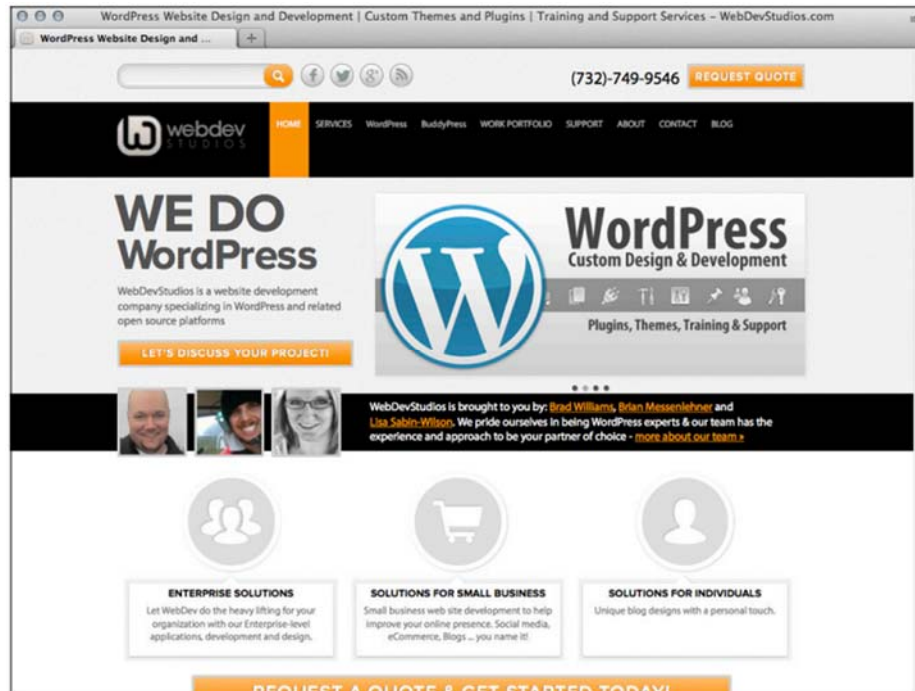 WordPress Website Design and Development | Custom Themes and Plugins | Training and Support Services – WebDevStudios.com
WordPress Website Design and ...
(732)-749-9546
REQUEST QUOTE
webdev
STUDIOS
HOME SERVICES WordPress BuddyPress WORK PORTFOLIO SUPPORT ABOUT CONTACT BLOG
WE DO
WordPress
WebDevStudios is a website development
company specializing in WordPress and related
open source platforms
LET'S DISCUSS YOUR PROJECT!
WordPress
Custom Design & Development
Plugins, Themes, Training & Support
WebDevStudios is brought to you by: Brad Williams, Brian Messenlehner and
Lisa Sabin-Wilson. We pride ourselves in being WordPress experts & our team has the
experience and approach to be your partner of choice - more about our team »
ENTERPRISE SOLUTIONS
Let WebDev do the heavy lifting for your
organization with our Enterprise-level
applications, development and design.
SOLUTIONS FOR SMALL BUSINESS
Small business web site development to help
improve your online presence. Social media,
eCommerce, Blogs ... you name it!
SOLUTIONS FOR INDIVIDUALS
Unique blog designs with a personal touch.
REQUEST A QUOTE & GET STARTED TODAY!